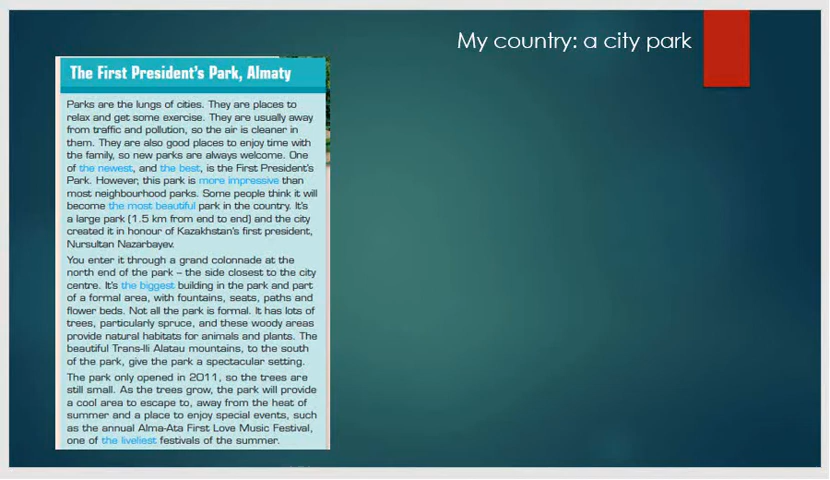 My country: a city park
The First President's Park, Almaty
Parks are the lungs of cities. They are places to
relax and get some exercise. They are usually away
from traffic and pollution, so the air is cleaner in
them. They are also good places to enjoy time with
the family, so new parks are always welcome. One
of the newest, and the best, is the First President's
Park. However, this park is more impressive than
most neighbourhood parks. Some people think it will
become the most beautiful park in the country. It's
a large park (1.5 km from end to end) and the city
created it in honour of Kazakhstan's first president,
Nursultan Nazarbayev.
You enter it through a grand colonnade at the
north end of the park – the side closest to the city
centre. It's the biggest building in the park and part
of a formal area, with fountains, seats, paths and
flower beds. Not all the park is formal. It has lots of
trees, particularly spruce, and these woody areas
provide natural habitats for animals and plants. The
beautiful Trans-Ili Alatau mountains, to the south
of the park, give the park a spectacular setting.
The park only opened in 2011, so the trees are
still small. As the trees grow, the park will provide
a cool area to escape to, away from the heat of
summer and a place to enjoy special events, such
as the annual Alma-Ata First Love Music Festival,
one of the liveliest festivals of the summer.